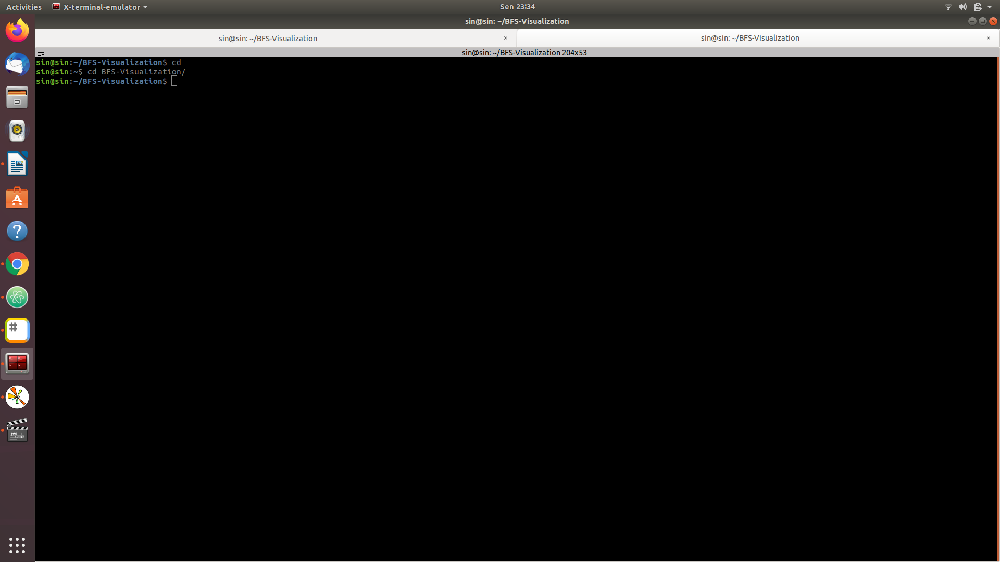 Activities
X-terminal-emulator
Sen 23:34
sin@sin: ~/BFS-Visualization
sin@sin: ~/BFS-Visualization ×
sin@sin: ~/BFS-Visualization ×
sin@sin: ~/BFS-Visualization 204x53
sin@sin:~/BFS-Visualization$ cd
sin@sin:~$ cd BFS-Visualization/
sin@sin:~/BFS-Visualization$